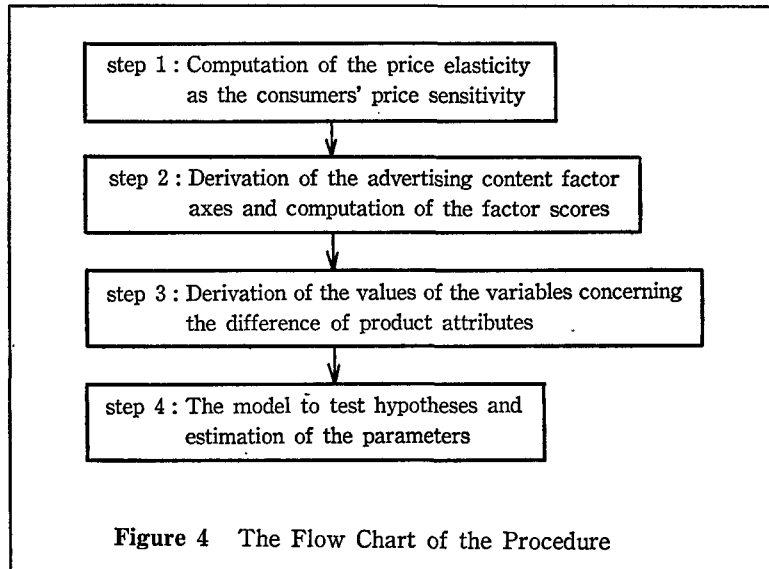 step 1 : Computation of the price elasticity
as the consumers' price sensitivity
step 2 : Derivation of the advertising content factor
axes and computation of the factor scores
step 3 : Derivation of the values of the variables concerning
the difference of product attributes
step 4 : The model to test hypotheses and
estimation of the parameters
Figure 4 The Flow Chart of the Procedure